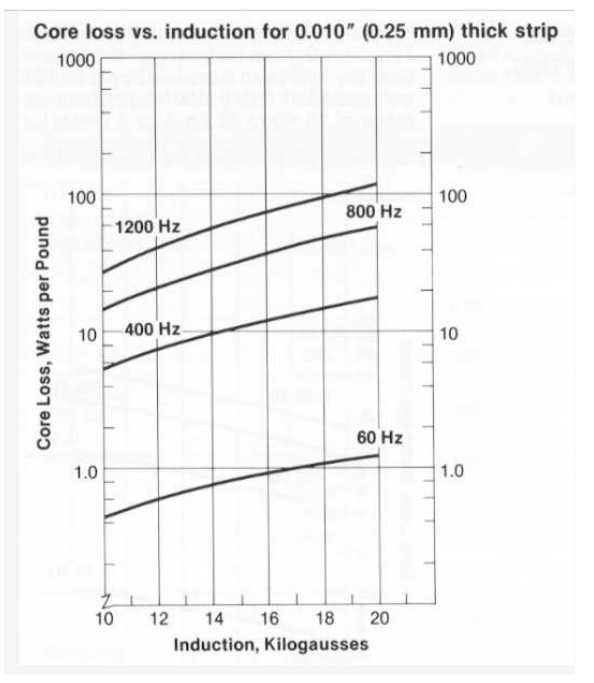 Core loss vs. induction for 0.010" (0.25 mm) thick strip
1000
1000
100
100
1200 Hz
800 Hz
10
400 Hz
10
60 Hz
1.0
1.0
10
12
14
16
18
20
Core Loss, Watts per Pound
Induction, Kilogausses